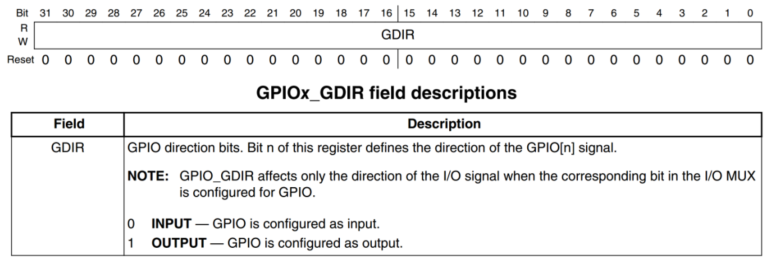 Bit 31 30 29 28 27 26 25 24 23 22 21 20 19 18 17 16 15 14 13 12 11 10 9 8 7 6 5 4 3 2 1 0
R
GDIR
W
Reset 0 0 0 0 0 0 0 0 0 0 0 0 0 0 0 0 0 0 0 0 0 0 0 0 0 0 0 0 0 0 0 0
GPIOx_GDIR field descriptions
Field Description
GDIR GPIO direction bits. Bit n of this register defines the direction of the GPIO[n] signal.
NOTE: GPIO_GDIR affects only the direction of the I/O signal when the corresponding bit in the I/O MUX
is configured for GPIO.
0 INPUT — GPIO is configured as input.
1 OUTPUT — GPIO is configured as output.